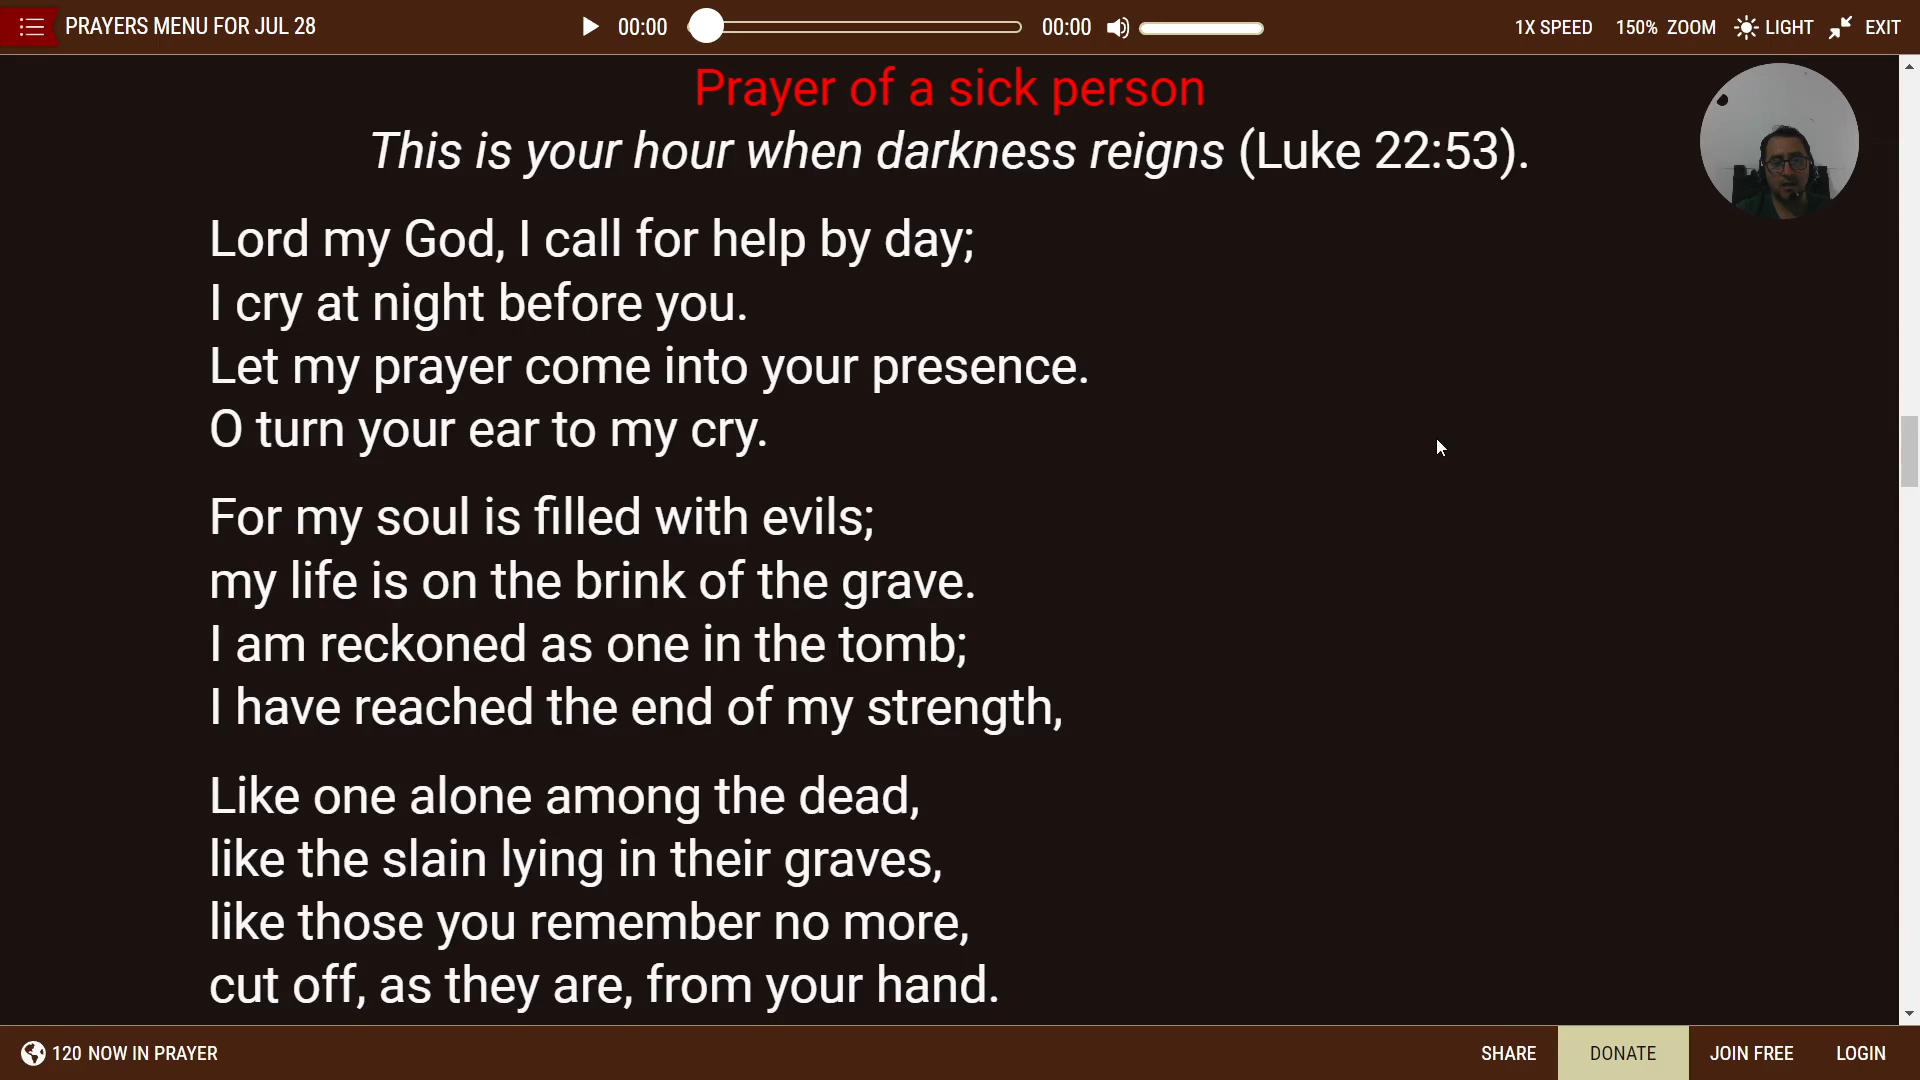 PRAYERS MENU FOR JUL 28
00:00
00:00
1X SPEED
150% ZOOM
LIGHT
EXIT
Prayer of a sick person
This is your hour when darkness reigns (Luke 22:53).
Lord my God, I call for help by day;
I cry at night before you.
Let my prayer come into your presence.
O turn your ear to my cry.
For my soul is filled with evils;
my life is on the brink of the grave.
I am reckoned as one in the tomb;
I have reached the end of my strength,
Like one alone among the dead,
like the slain lying in their graves,
like those you remember no more,
cut off, as they are, from your hand.
120 NOW IN PRAYER
SHARE
DONATE
JOIN FREE
LOGIN